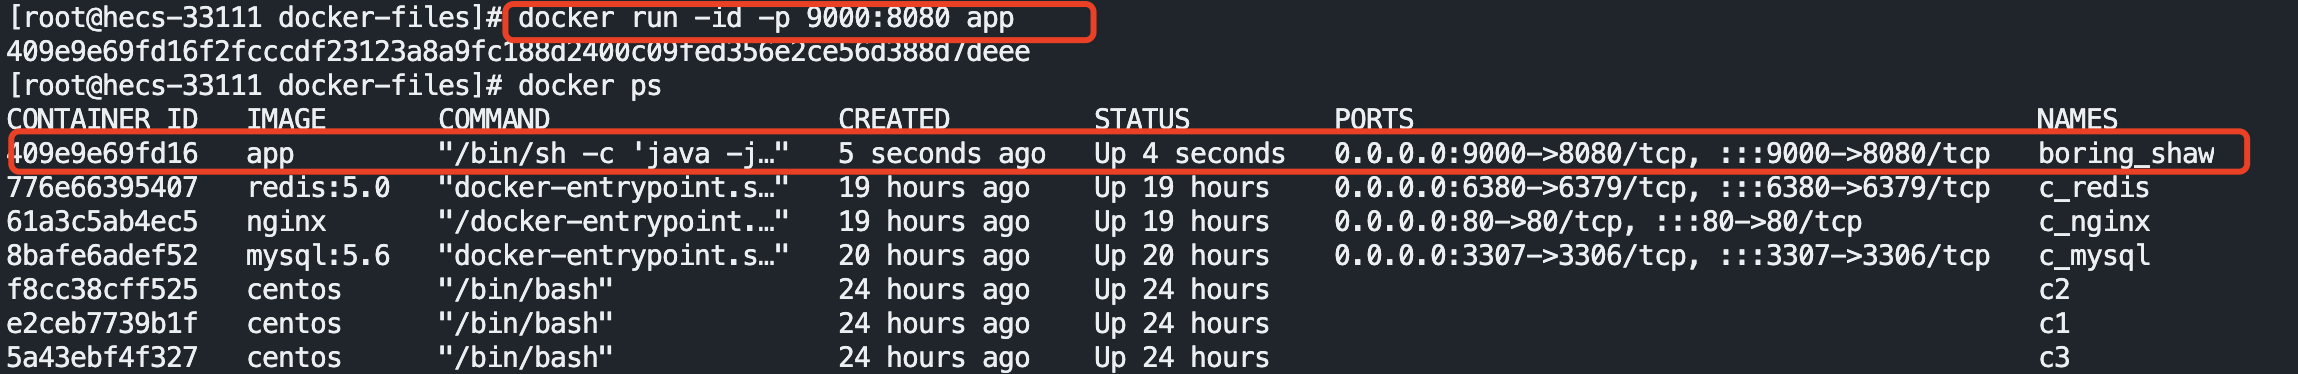 [root@hecs-33111 docker-files]# docker run -id -p 9000:8080 app
409e9e69fd16f2fcccdf23123a8a9fc188d2400c09fed356e2ce56d388d7deee
[root@hecs-33111 docker-files]# docker ps
CONTAINER ID   IMAGE       COMMAND                  CREATED          STATUS         PORTS                                       NAMES
409e9e69fd16   app         "/bin/sh -c 'java -j…"   5 seconds ago    Up 4 seconds   0.0.0.0:9000->8080/tcp, :::9000->8080/tcp   boring_shaw
776e66395407   redis:5.0   "docker-entrypoint.s…"   19 hours ago     Up 19 hours    0.0.0.0:6380->6379/tcp, :::6380->6379/tcp   c_redis
61a3c5ab4ec5   nginx       "/docker-entrypoint.…"   19 hours ago     Up 19 hours    0.0.0.0:80->80/tcp, :::80->80/tcp           c_nginx
8bafe6adef52   mysql:5.6   "docker-entrypoint.s…"   20 hours ago     Up 20 hours    0.0.0.0:3307->3306/tcp, :::3307->3306/tcp   c_mysql
f8cc38cff525   centos      "/bin/bash"              24 hours ago     Up 24 hours                                                c2
e2ceb7739b1f   centos      "/bin/bash"              24 hours ago     Up 24 hours                                                c1
5a43ebf4f327   centos      "/bin/bash"              24 hours ago     Up 24 hours                                                c3